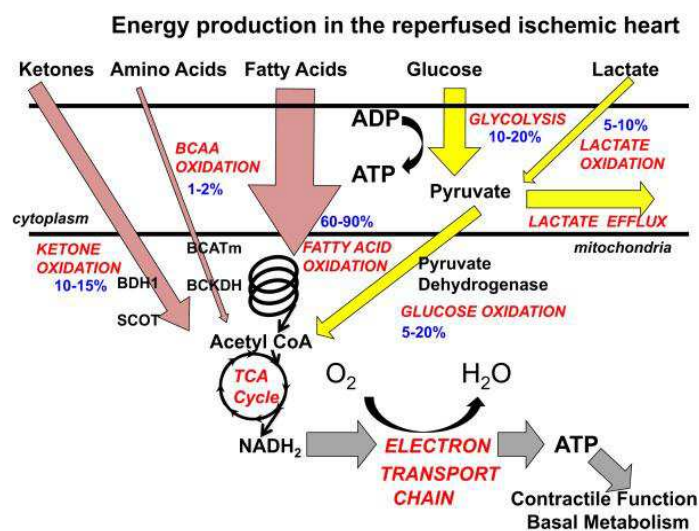 Energy production in the reperfused ischemic heart
Ketones Amino Acids Fatty Acids Glucose Lactate
ADP
ATP
GLYCOLYSIS
10-20%
5-10%
LACTATE
OXIDATION
BCAA
OXIDATION
1-2%
Pyruvate
cytoplasm
60-90%
LACTATE EFFLUX
mitochondria
KETONE
OXIDATION
10-15%
BDH1
SCOT
BCATm
BCKDH
FATTY ACID
OXIDATION
Pyruvate
Dehydrogenase
GLUCOSE OXIDATION
5-20%
Acetyl CoA
TCA
Cycle
NADH2
O2
H2O
ELECTRON
TRANSPORT
CHAIN
ATP
Contractile Function
Basal Metabolism